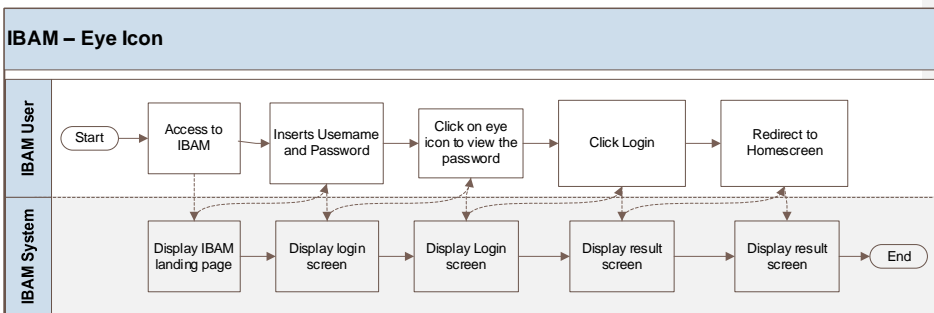 IBAM – Eye Icon
IBAM User
Start
Access to
IBAM
Inserts Username
and Password
Click on eye
icon to view the
password
Click Login
Redirect to
Homescreen
IBAM System
Display IBAM
landing page
Display login
screen
Display Login
screen
Display result
screen
Display result
screen
End